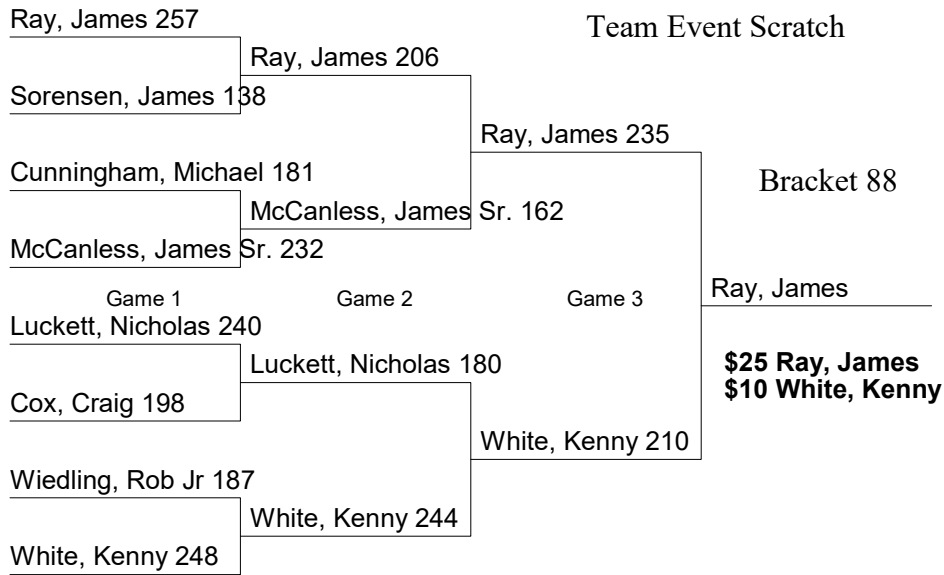 Ray, James 257
Team Event Scratch
Ray, James 206
Sorensen, James 138
Ray, James 235
Cunningham, Michael 181
Bracket 88
McCanless, James Sr. 162
McCanless, James Sr. 232
Game 1
Game 2
Game 3
Ray, James
Luckett, Nicholas 240
Luckett, Nicholas 180
$25 Ray, James
$10 White, Kenny
Cox, Craig 198
White, Kenny 210
Wiedling, Rob Jr 187
White, Kenny 244
White, Kenny 248